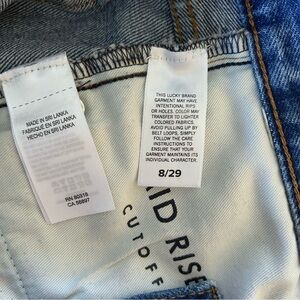 MADE IN SRI LANKA
FABRIQUÉ EN SRI LANKA
HECHO EN SRI LANKA
RN 80318
CA 56697
THIS LUCKY BRAND
GARMENT MAY HAVE
INTENTIONAL RIPS
OR HOLES. COLOR MAY
TRANSFER TO LIGHTER
COLORED FABRICS.
AVOID PULLING UP BY
BELT LOOPS, SIMPLY
FOLLOW THE CARE
INSTRUCTIONS TO
ENSURE THAT YOUR
GARMENT MAINTAINS ITS
INDIVIDUAL CHARACTER.
8/29
RISE
CUTOFF